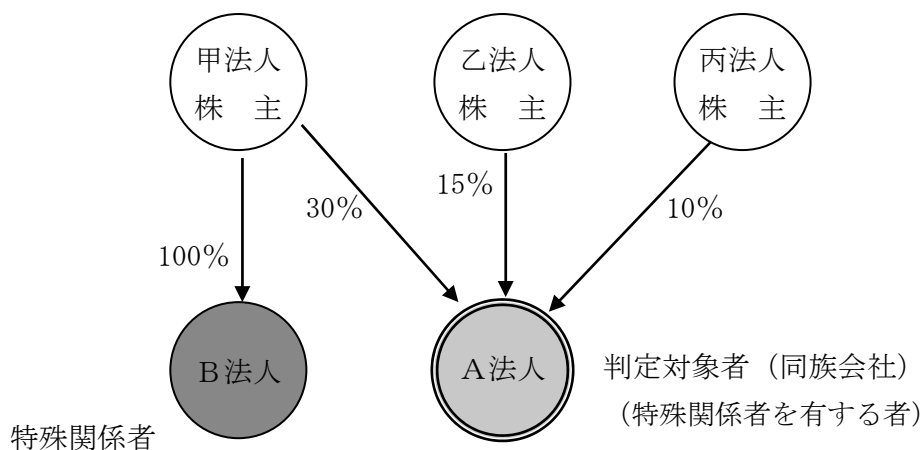 甲法人
株　主
乙法人
株　主
丙法人
株　主
15%
30%
10%
100%
B法人
A法人
判定対象者（同族会社）
（特殊関係者を有する者）
特殊関係者